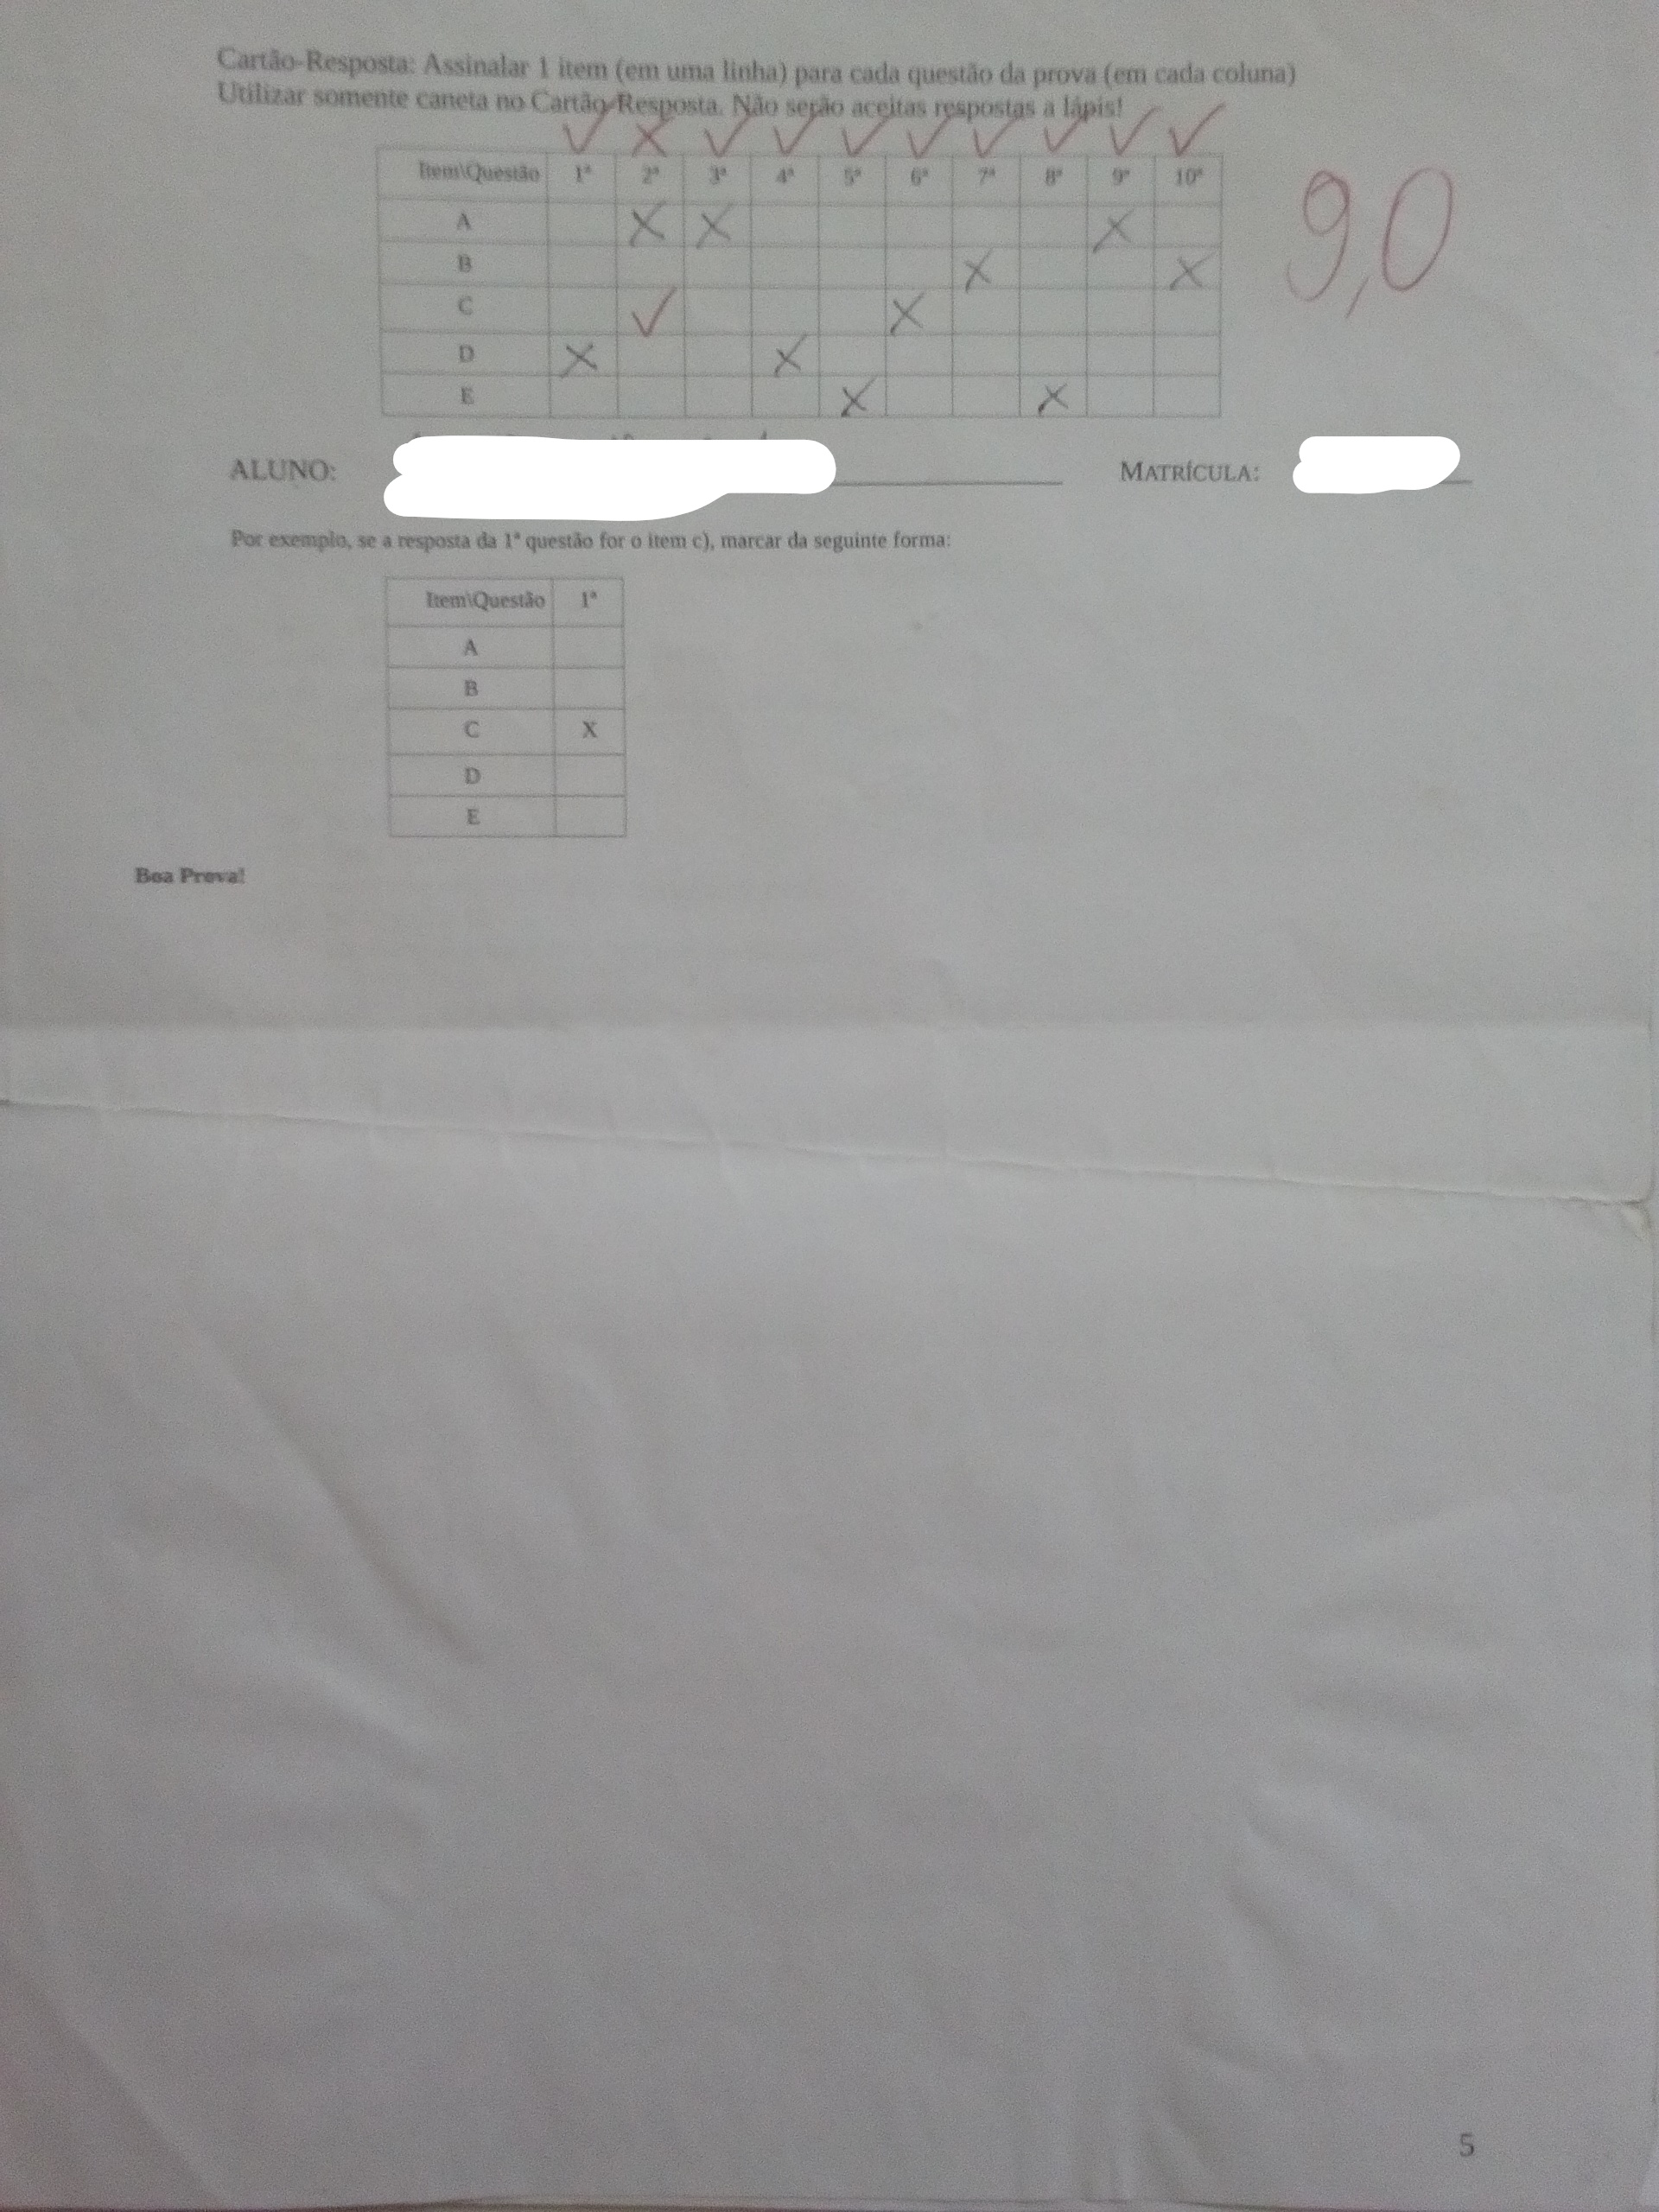 Cartão-Resposta: Assinalar 1 item (em uma linha) para cada questão da prova (em cada coluna)
Utilizar somente caneta no Cartão-Resposta. Não serão aceitas respostas a lápis!
✓ X ✓ ✓ ✓ ✓ ✓ ✓ ✓ ✓
Item\Questão 1ª 2ª 3ª 4ª 5ª 6ª 7ª 8ª 9ª 10ª
A X X X
B X X
C ✓ X
D X X
E X X
9,0
ALUNO: MATRÍCULA:
Por exemplo, se a resposta da 1ª questão for o item c), marcar da seguinte forma:
Item\Questão 1ª
A
B
C X
D
E
Boa Prova!
5